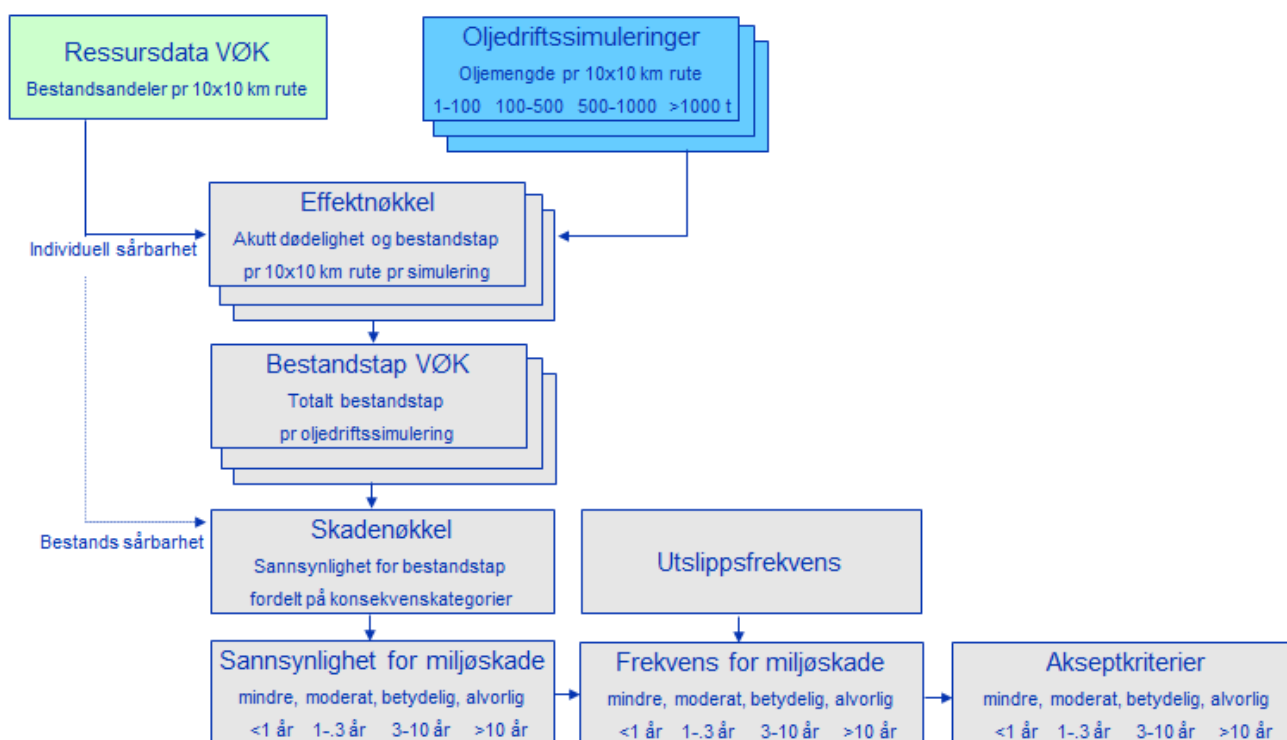 Ressursdata VØK
Bestandsandeler pr 10x10 km rute
Oljedriftssimuleringer
Oljemengde pr 10x10 km rute
1-100 100-500 500-1000 >1000 t
Effektnøkkel
Akutt dødelighet og bestandstap
pr 10x10 km rute pr simulering
Individuell sårbarhet
Bestandstap VØK
Totalt bestandstap
pr oljedriftssimulering
Skadenøkkel
Sannsynlighet for bestandstap
fordelt på konsekvenskategorier
Bestands sårbarhet
Utslippsfrekvens
Sannsynlighet for miljøskade
mindre, moderat, betydelig, alvorlig
<1 år 1-.3 år 3-10 år >10 år
Frekvens for miljøskade
mindre, moderat, betydelig, alvorlig
<1 år 1-.3 år 3-10 år >10 år
Akseptkriterier
mindre, moderat, betydelig, alvorlig
<1 år 1-.3 år 3-10 år >10 år